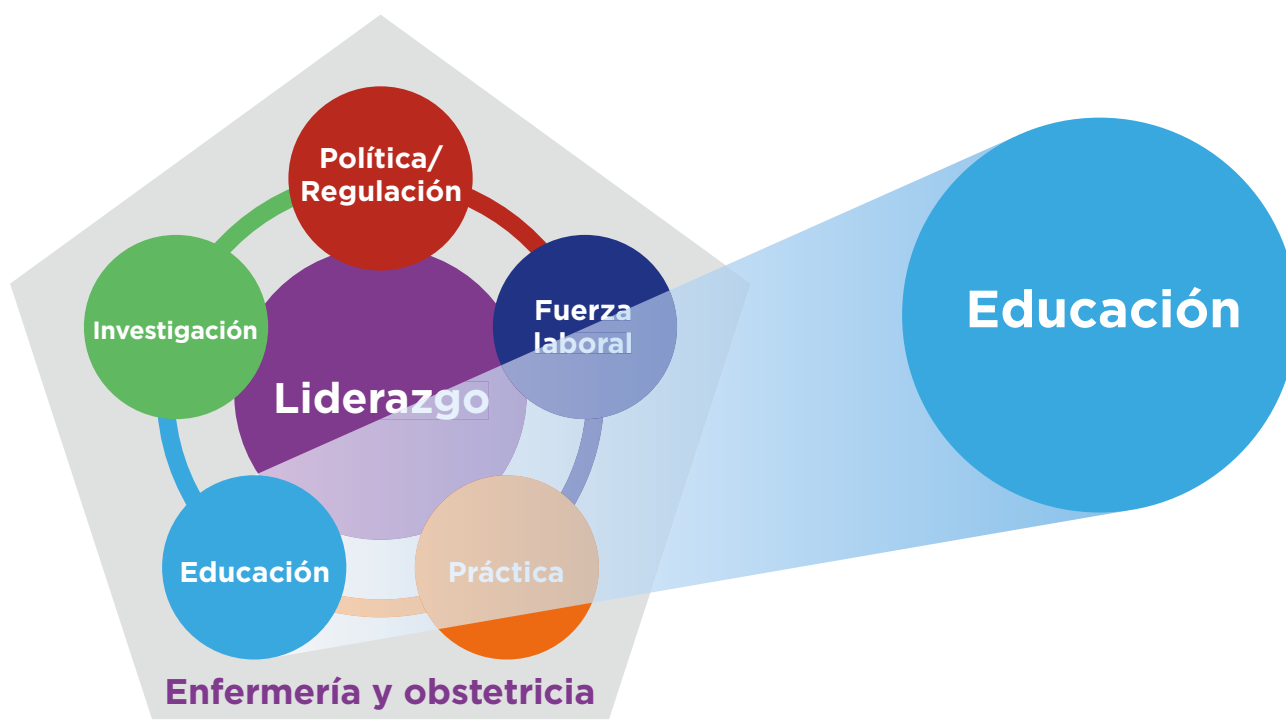 Política/
Regulación
Fuerza
laboral
Investigación
Liderazgo
Educación
Práctica
Enfermería y obstetricia
Educación